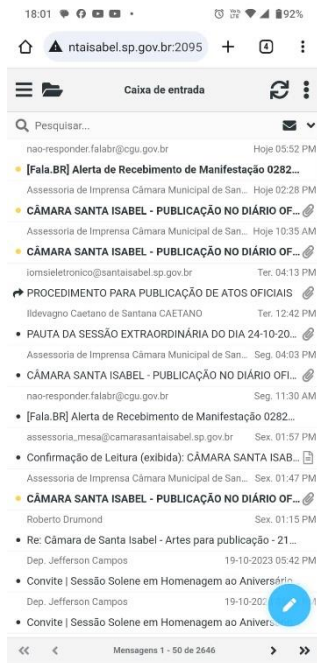 18:01
92%
ntaisabel.sp.gov.br:2095
4
Caixa de entrada
Pesquisar...
nao-responder.falabr@cgu.gov.br Hoje 05:52 PM
[Fala.BR] Alerta de Recebimento de Manifestação 0282...
Assessoria de Imprensa Câmara Municipal de San... Hoje 02:28 PM
CÂMARA SANTA ISABEL - PUBLICAÇÃO NO DIÁRIO OF...
Assessoria de Imprensa Câmara Municipal de San... Hoje 10:35 AM
CÂMARA SANTA ISABEL - PUBLICAÇÃO NO DIÁRIO OF...
iomsieletronico@santaisabel.sp.gov.br Ter. 04:13 PM
PROCEDIMENTO PARA PUBLICAÇÃO DE ATOS OFICIAIS
Ildevagno Caetano de Santana CAETANO Ter. 12:42 PM
PAUTA DA SESSÃO EXTRAORDINÁRIA DO DIA 24-10-20...
Assessoria de Imprensa Câmara Municipal de San... Seg. 04:03 PM
CÂMARA SANTA ISABEL - PUBLICAÇÃO NO DIÁRIO OFI...
nao-responder.falabr@cgu.gov.br Seg. 11:30 AM
[Fala.BR] Alerta de Recebimento de Manifestação 0282...
assessoria_mesa@camarasantaisabel.sp.gov.br Sex. 01:57 PM
Confirmação de Leitura (exibida): CÂMARA SANTA ISAB...
Assessoria de Imprensa Câmara Municipal de San... Sex. 01:47 PM
CÂMARA SANTA ISABEL - PUBLICAÇÃO NO DIÁRIO OF...
Roberto Drumond Sex. 01:15 PM
Re: Câmara de Santa Isabel - Artes para publicação - 21...
Dep. Jefferson Campos 19-10-2023 05:42 PM
Convite | Sessão Solene em Homenagem ao Aniversário
Dep. Jefferson Campos
Convite | Sessão Solene em Homenagem ao
Mensagens 1 - 50 de 2646